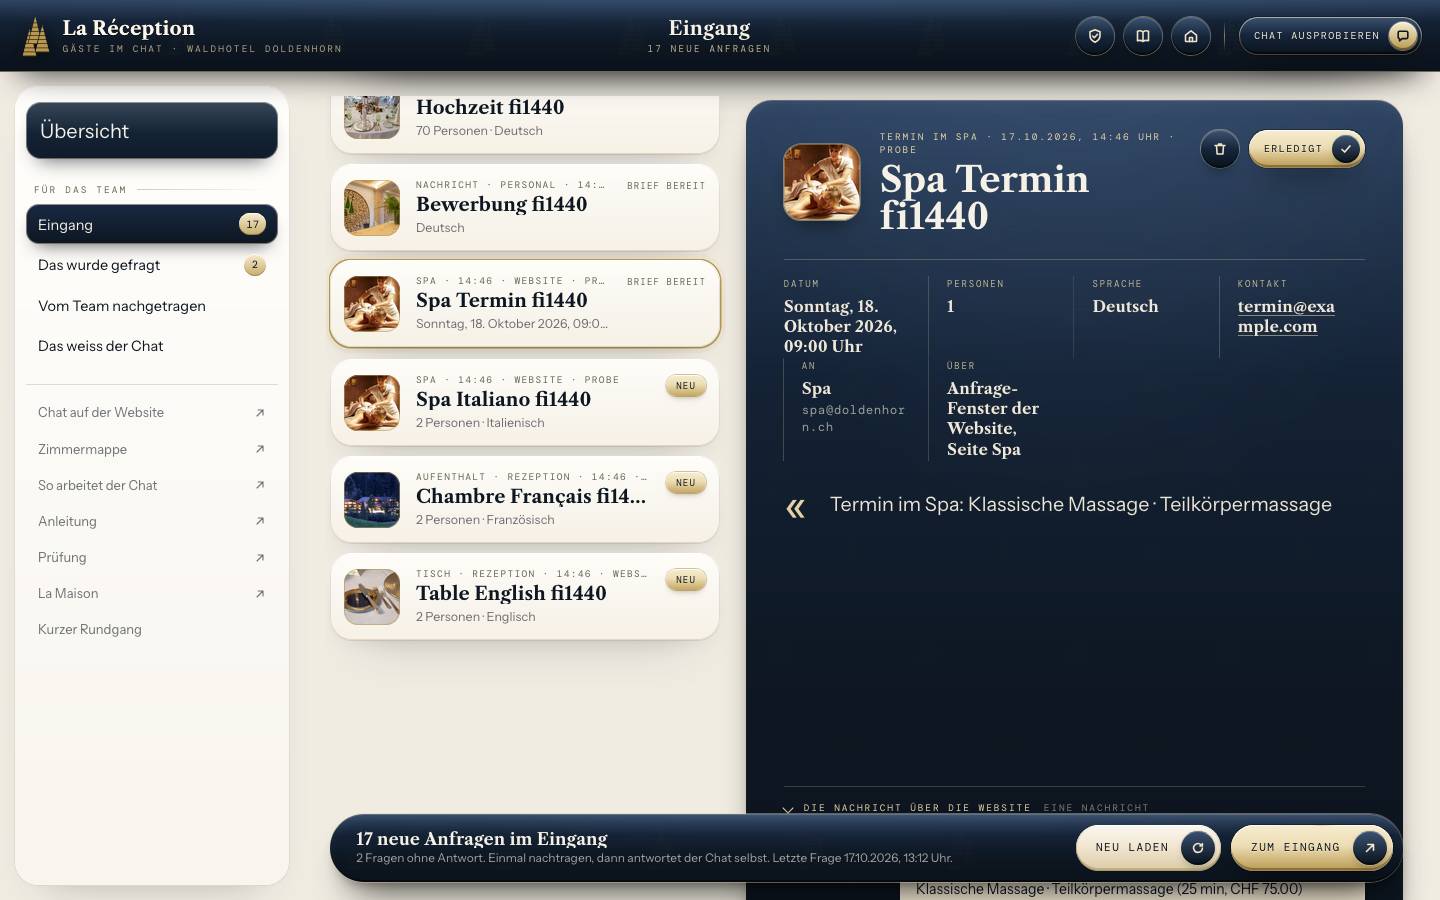 La Réception
GÄSTE IM CHAT · WALDHOTEL DOLDENHORN
Eingang
17 NEUE ANFRAGEN
CHAT AUSPROBIEREN
Übersicht
FÜR DAS TEAM
Eingang 17
Das wurde gefragt 2
Vom Team nachgetragen
Das weiss der Chat
Chat auf der Website
Zimmermappe
So arbeitet der Chat
Anleitung
Prüfung
La Maison
Kurzer Rundgang
Hochzeit fi1440
70 Personen · Deutsch
NACHRICHT · PERSONAL · 14:… BRIEF BEREIT
Bewerbung fi1440
Deutsch
SPA · 14:46 · WEBSITE · PR… BRIEF BEREIT
Spa Termin fi1440
Sonntag, 18. Oktober 2026, 09:0…
SPA · 14:46 · WEBSITE · PROBE NEU
Spa Italiano fi1440
2 Personen · Italienisch
AUFENTHALT · REZEPTION · 14:46 ·… NEU
Chambre Français fi14…
2 Personen · Französisch
TISCH · REZEPTION · 14:46 · WEBS… NEU
Table English fi1440
2 Personen · Englisch
TERMIN IM SPA · 17.10.2026, 14:46 UHR ·
PROBE
Spa Termin
fi1440
ERLEDIGT
DATUM
Sonntag, 18.
Oktober 2026,
09:00 Uhr
PERSONEN
1
SPRACHE
Deutsch
KONTAKT
termin@exa
mple.com
AN
Spa
spa@doldenhor
n.ch
ÜBER
Anfrage-
Fenster der
Website,
Seite Spa
« Termin im Spa: Klassische Massage · Teilkörpermassage
DIE NACHRICHT ÜBER DIE WEBSITE EINE NACHRICHT
17 neue Anfragen im Eingang
2 Fragen ohne Antwort. Einmal nachtragen, dann antwortet der Chat selbst. Letzte Frage 17.10.2026, 13:12 Uhr.
NEU LADEN
ZUM EINGANG
Klassische Massage · Teilkörpermassage (25 min, CHF 75.00)